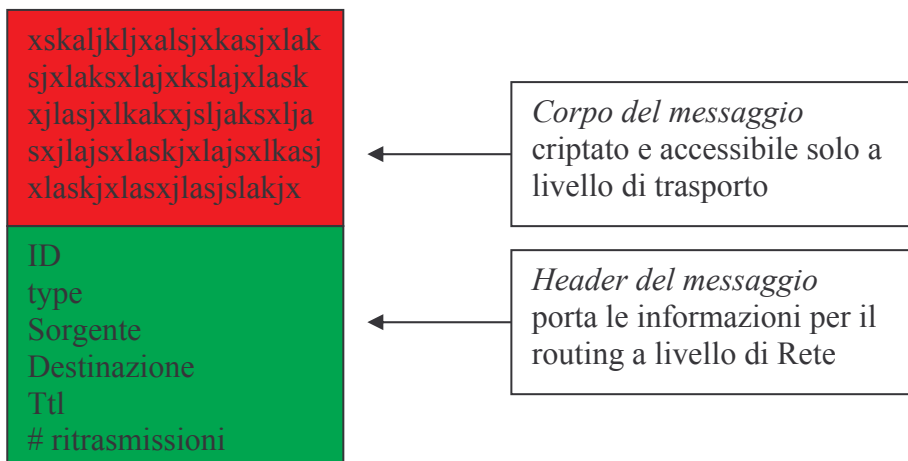 xskaljkljxalsjxkasjxlak
sjxlaksxlajxkslajxlask
xjlasjxlkakxjsljaksxlja
sxjlajsxlaskjxlajsxlkasj
xlaskjxlasxjlasjslakjx
Corpo del messaggio
criptato e accessibile solo a
livello di trasporto
ID
type
Sorgente
Destinazione
Ttl
# ritrasmissioni
Header del messaggio
porta le informazioni per il
routing a livello di Rete